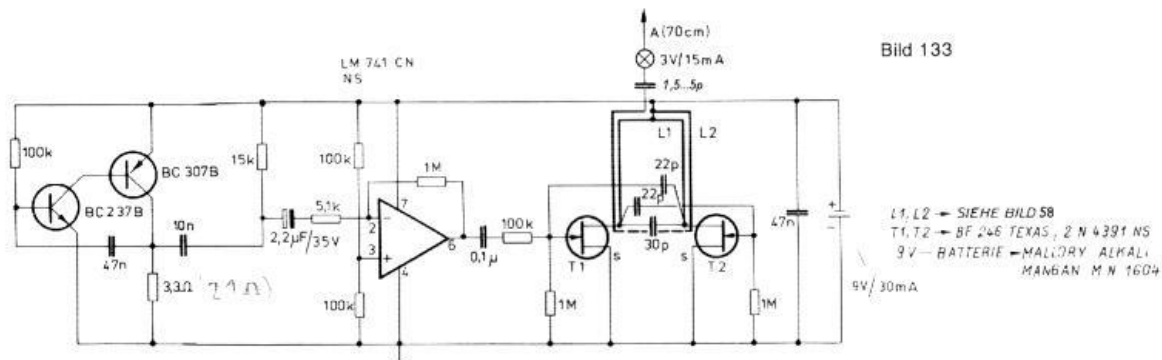 Bild 133
A (70cm)
3V/15mA
1,5...5p
LM 741 CN
NS
L1
L2
100k
BC 307B
BC 237B
15k
100k
1M
22p
22p
5,1k
2,2µF/35V
7
2
3
6
4
10n
47n
0,1µ
100k
30p
47n
+
-
T1
S
S
T2
3,3Ω
100k
1M
1M
9V/30mA
L1, L2 → SIEHE BILD 58
T1, T2 → BF 246 TEXAS, 2 N 4391 NS
9V — BATTERIE — MALLORY ALKALI
MANGAN M N 1604